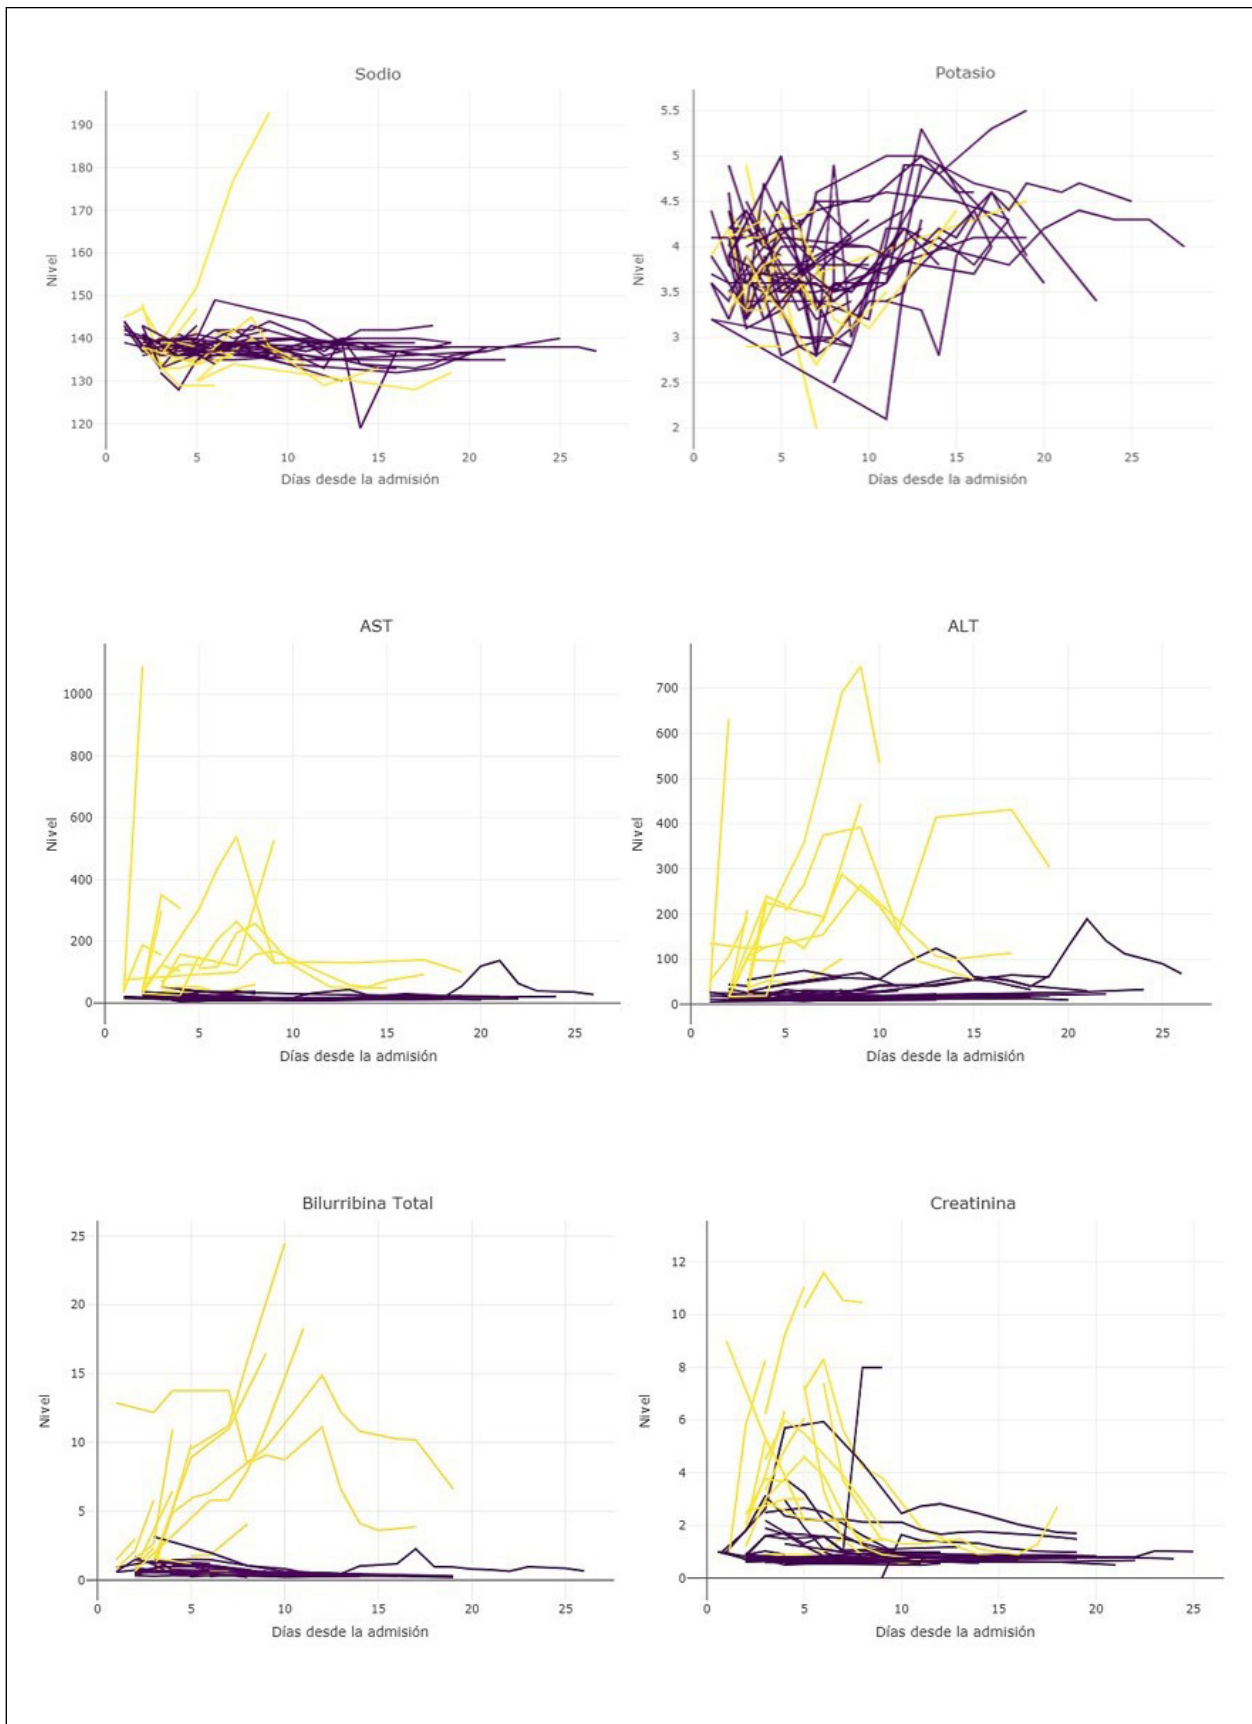 Sodio
Nivel
190
180
170
160
150
140
130
120
0 5 10 15 20 25
Días desde la admisión
Potasio
Nivel
5.5
5
4.5
4
3.5
3
2.5
2
0 5 10 15 20 25
Días desde la admisión
AST
Nivel
1000
800
600
400
200
0
0 5 10 15 20 25
Días desde la admisión
ALT
Nivel
700
600
500
400
300
200
100
0
0 5 10 15 20 25
Días desde la admisión
Bilurribina Total
Nivel
25
20
15
10
5
0
0 5 10 15 20 25
Días desde la admisión
Creatinina
Nivel
12
10
8
6
4
2
0
0 5 10 15 20 25
Días desde la admisión